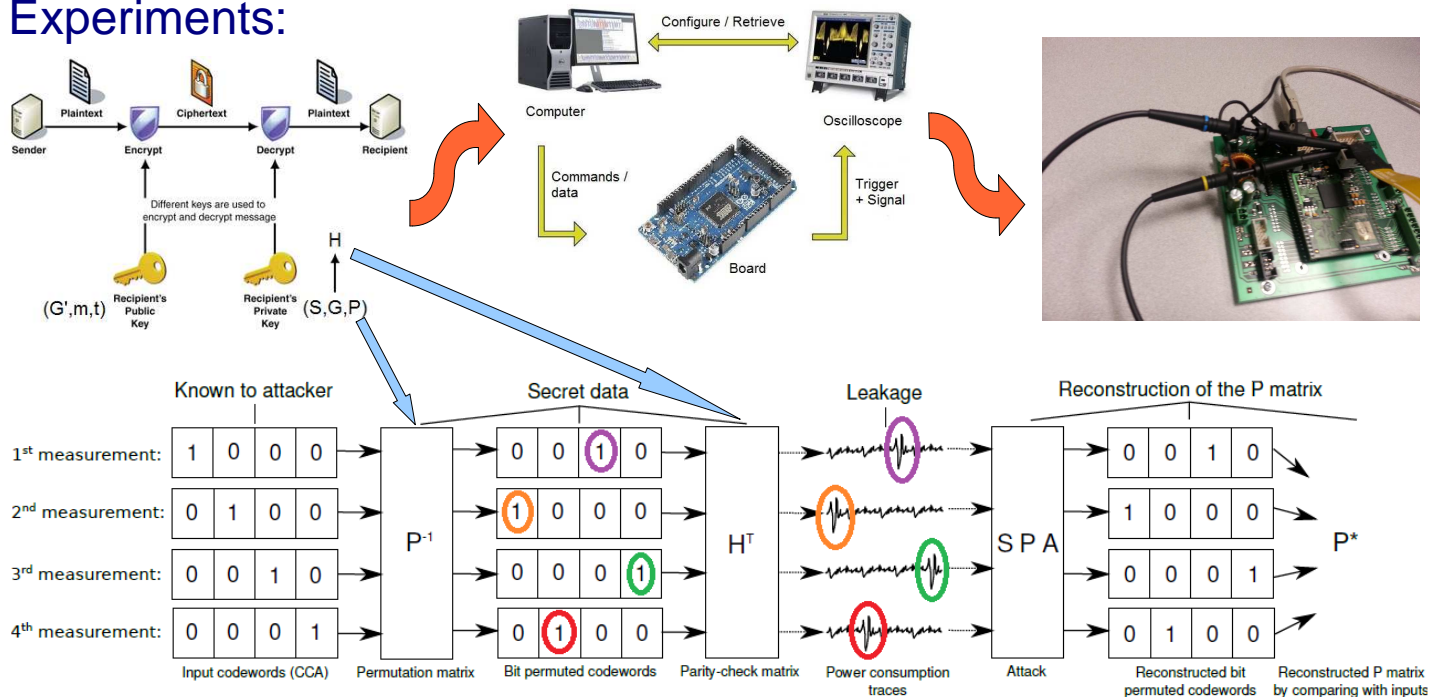 Experiments:
Plaintext
Ciphertext
Plaintext
Sender
Encrypt
Decrypt
Recipient
Different keys are used to
encrypt and decrypt message
H
(G',m,t)
Recipient's
Public
Key
Recipient's
Private
Key
(S,G,P)
Configure / Retrieve
Computer
Oscilloscope
Commands /
data
Trigger
+ Signal
Board
Known to attacker
Secret data
Leakage
Reconstruction of the P matrix
1st measurement: 1 0 0 0 0 0 1 0 0 0 1 0
2nd measurement: 0 1 0 0 1 0 0 0 1 0 0 0
P-1 HT S P A P*
3rd measurement: 0 0 1 0 0 0 0 1 0 0 0 1
4th measurement: 0 0 0 1 0 1 0 0 0 1 0 0
Input codewords (CCA)
Permutation matrix
Bit permuted codewords
Parity-check matrix
Power consumption
traces
Attack
Reconstructed bit
permuted codewords
Reconstructed P matrix
by comparing with inputs